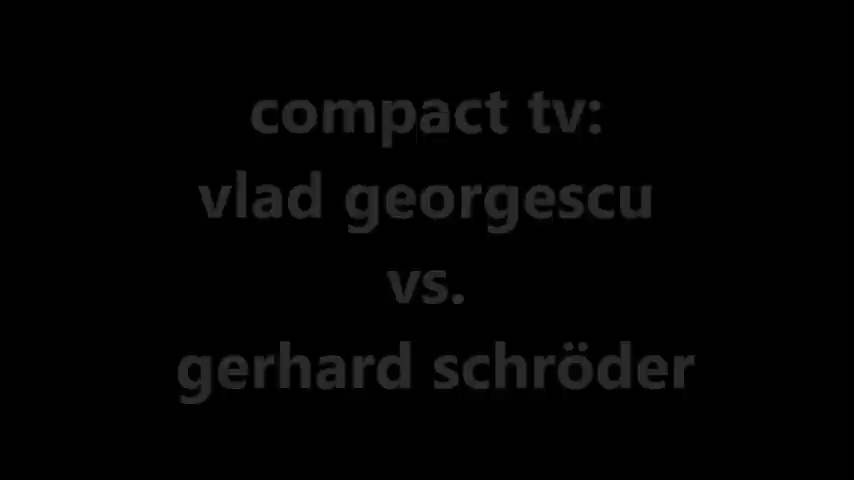 compact tv:
vlad georgescu
vs.
gerhard schröder